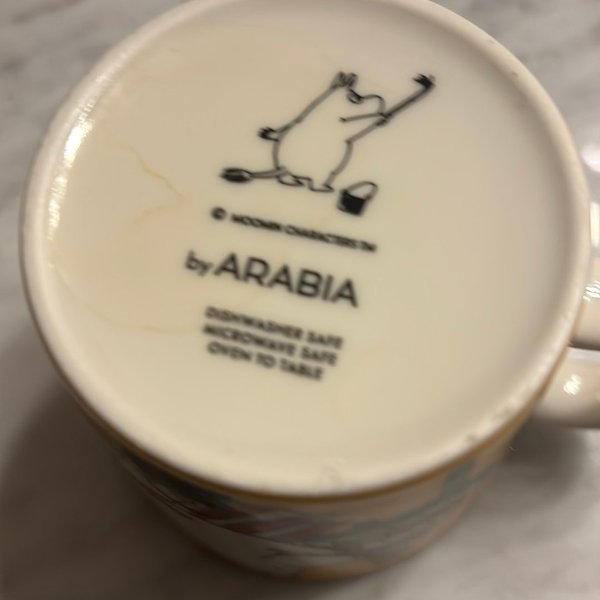 © MOOMIN CHARACTERS™
by ARABIA
DISHWASHER SAFE
MICROWAVE SAFE
OVEN TO TABLE